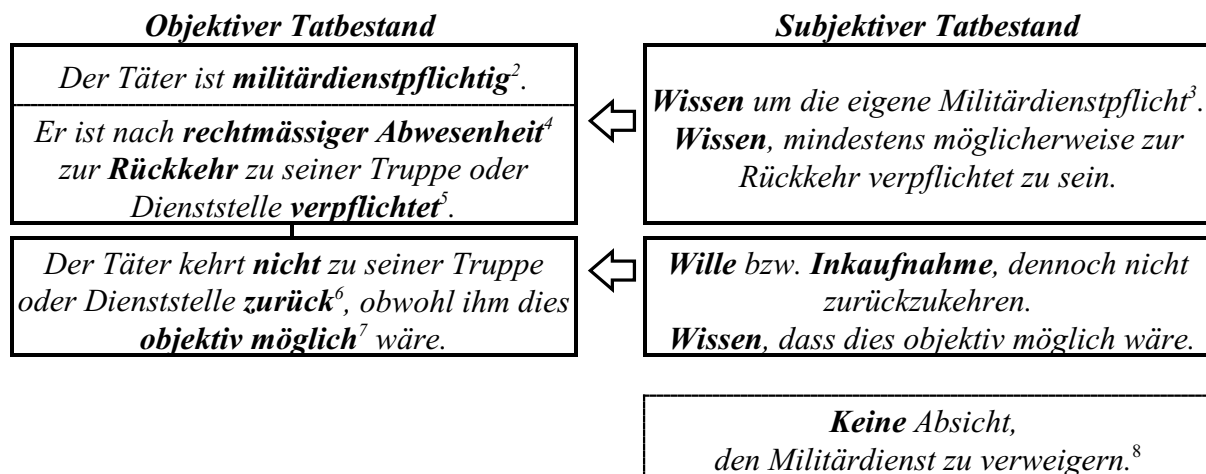 Objektiver Tatbestand
Der Täter ist militärdienstpflichtig².
Er ist nach rechtmässiger Abwesenheit⁴
zur Rückkehr zu seiner Truppe oder
Dienststelle verpflichtet⁵.
Der Täter kehrt nicht zu seiner Truppe
oder Dienststelle zurück⁶, obwohl ihm dies
objektiv möglich⁷ wäre.
Subjektiver Tatbestand
Wissen um die eigene Militärdienstpflicht³.
Wissen, mindestens möglicherweise zur
Rückkehr verpflichtet zu sein.
Wille bzw. Inkaufnahme, dennoch nicht
zurückzukehren.
Wissen, dass dies objektiv möglich wäre.
Keine Absicht,
den Militärdienst zu verweigern.⁸